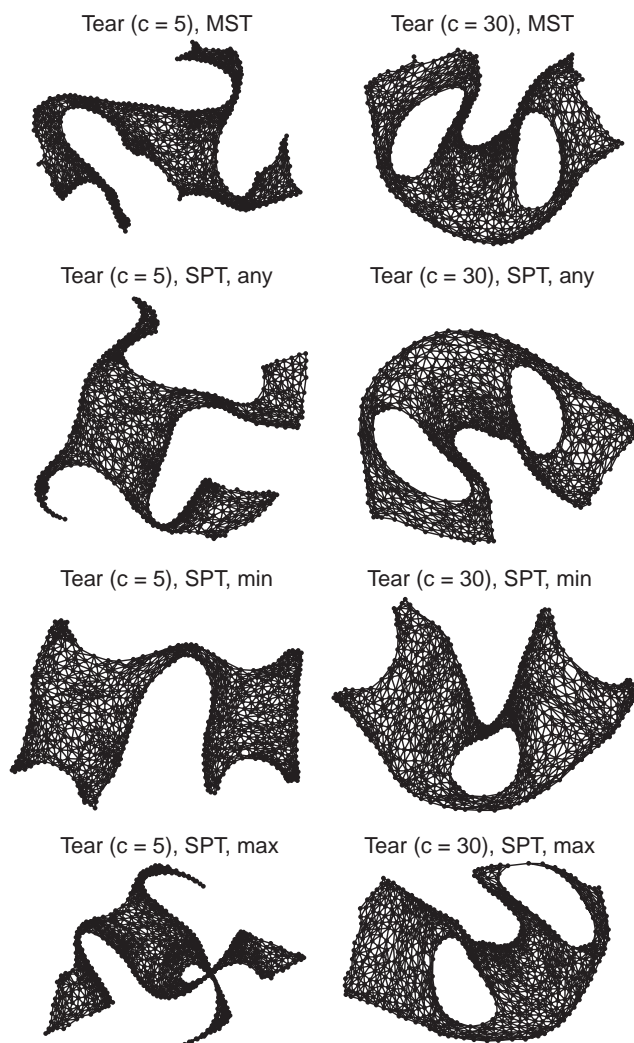 Tear (c = 5), MST
Tear (c = 30), MST
Tear (c = 5), SPT, any
Tear (c = 30), SPT, any
Tear (c = 5), SPT, min
Tear (c = 30), SPT, min
Tear (c = 5), SPT, max
Tear (c = 30), SPT, max